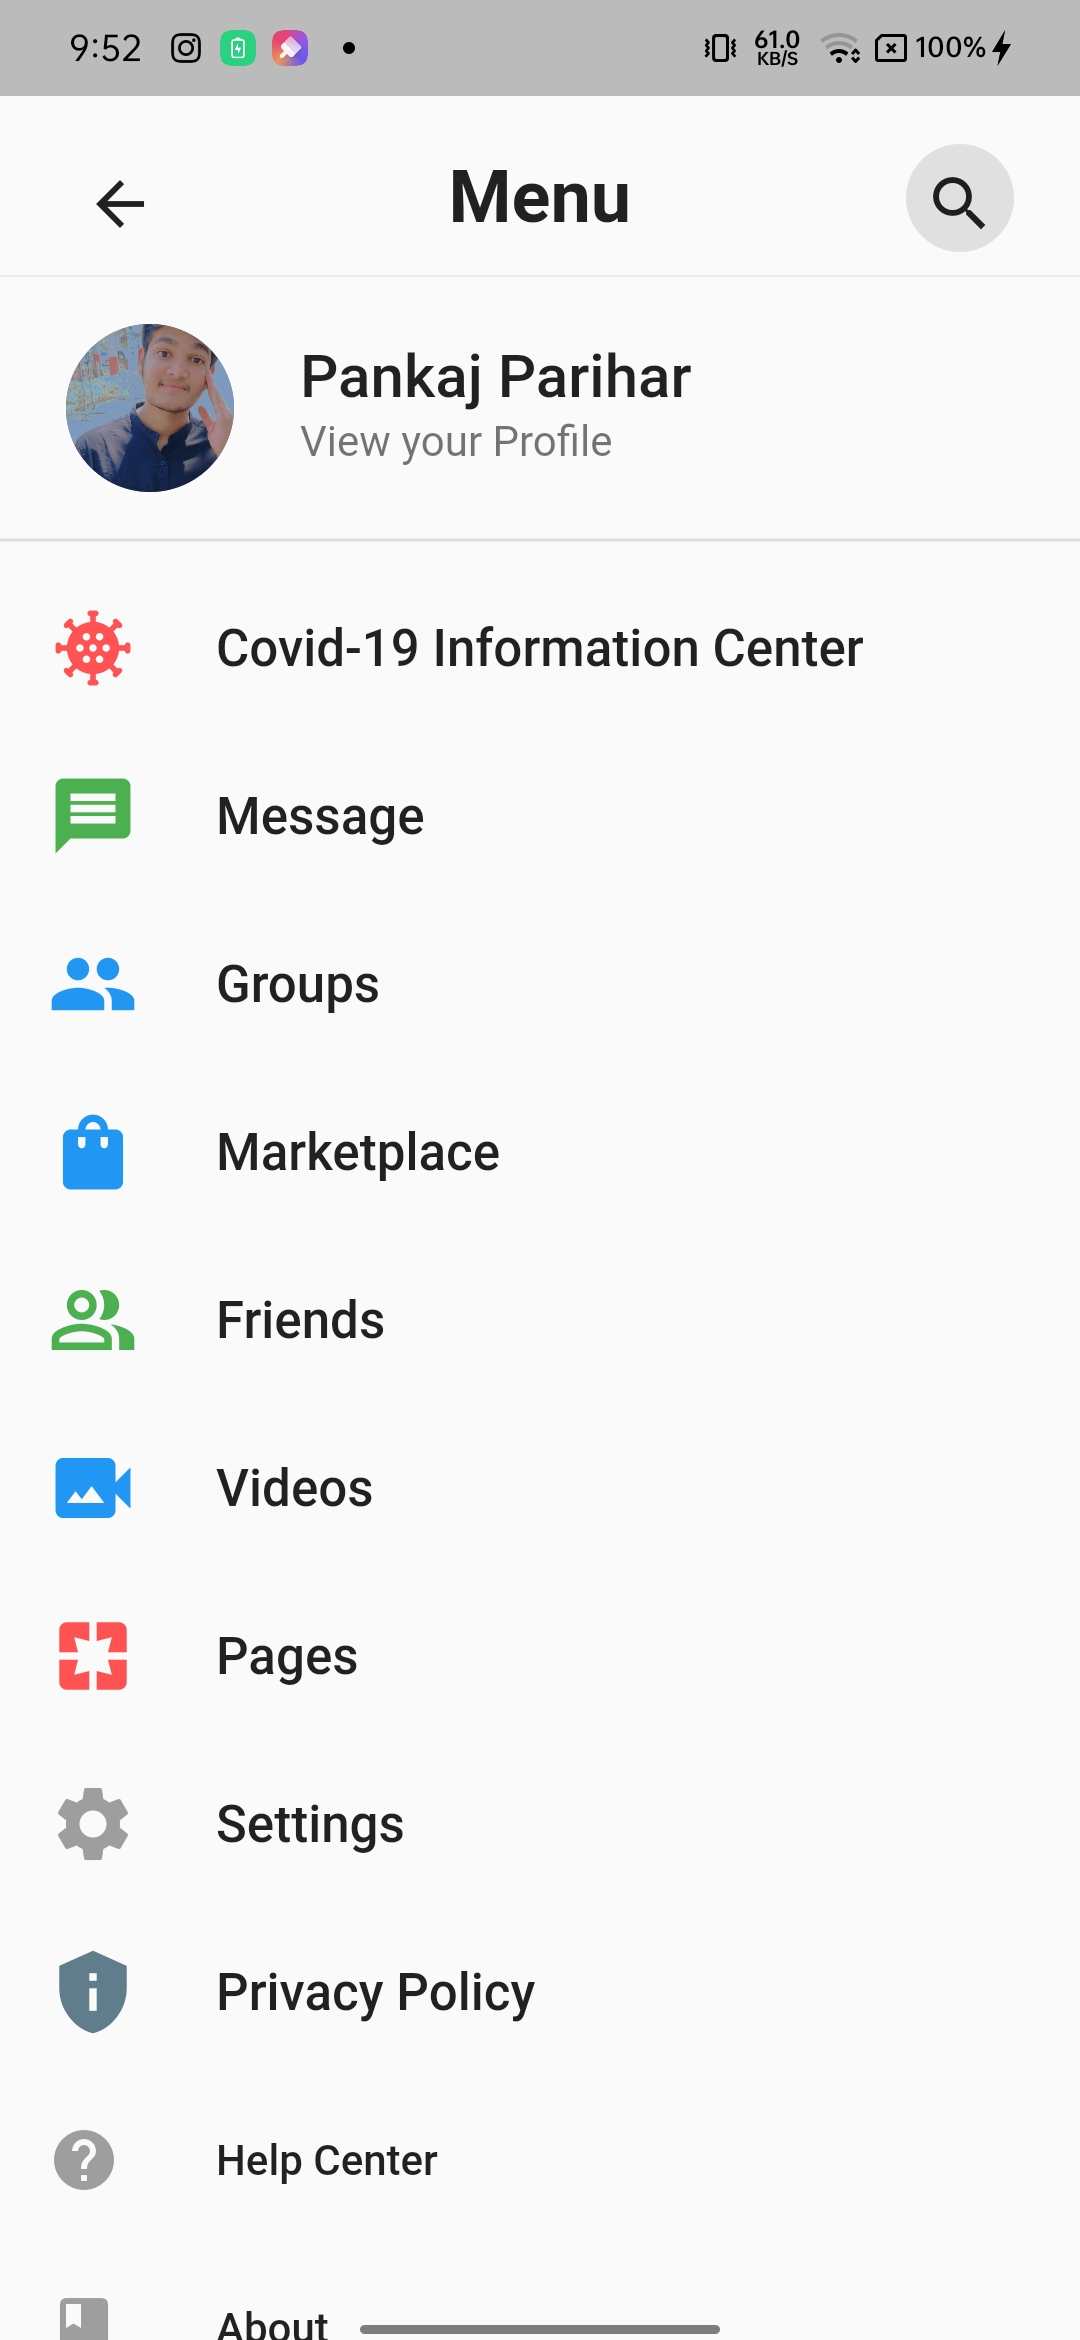 9:52 61.0 KB/S 100%
Menu
Pankaj Parihar
View your Profile
Covid-19 Information Center
Message
Groups
Marketplace
Friends
Videos
Pages
Settings
Privacy Policy
Help Center
About